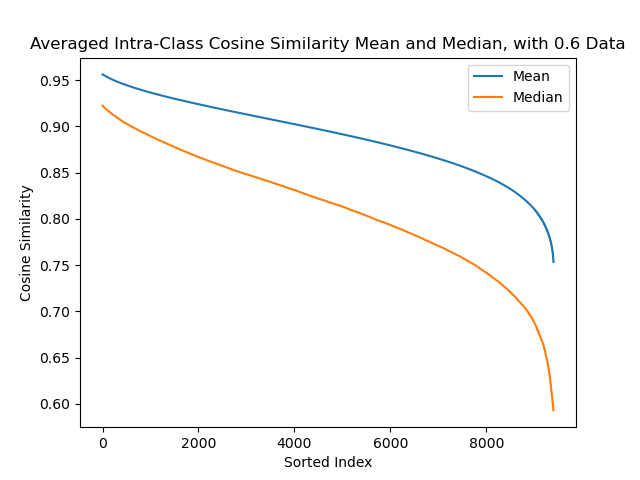 Averaged Intra-Class Cosine Similarity Mean and Median, with 0.6 Data
Mean
Median
Cosine Similarity
0.95
0.90
0.85
0.80
0.75
0.70
0.65
0.60
0 2000 4000 6000 8000
Sorted Index